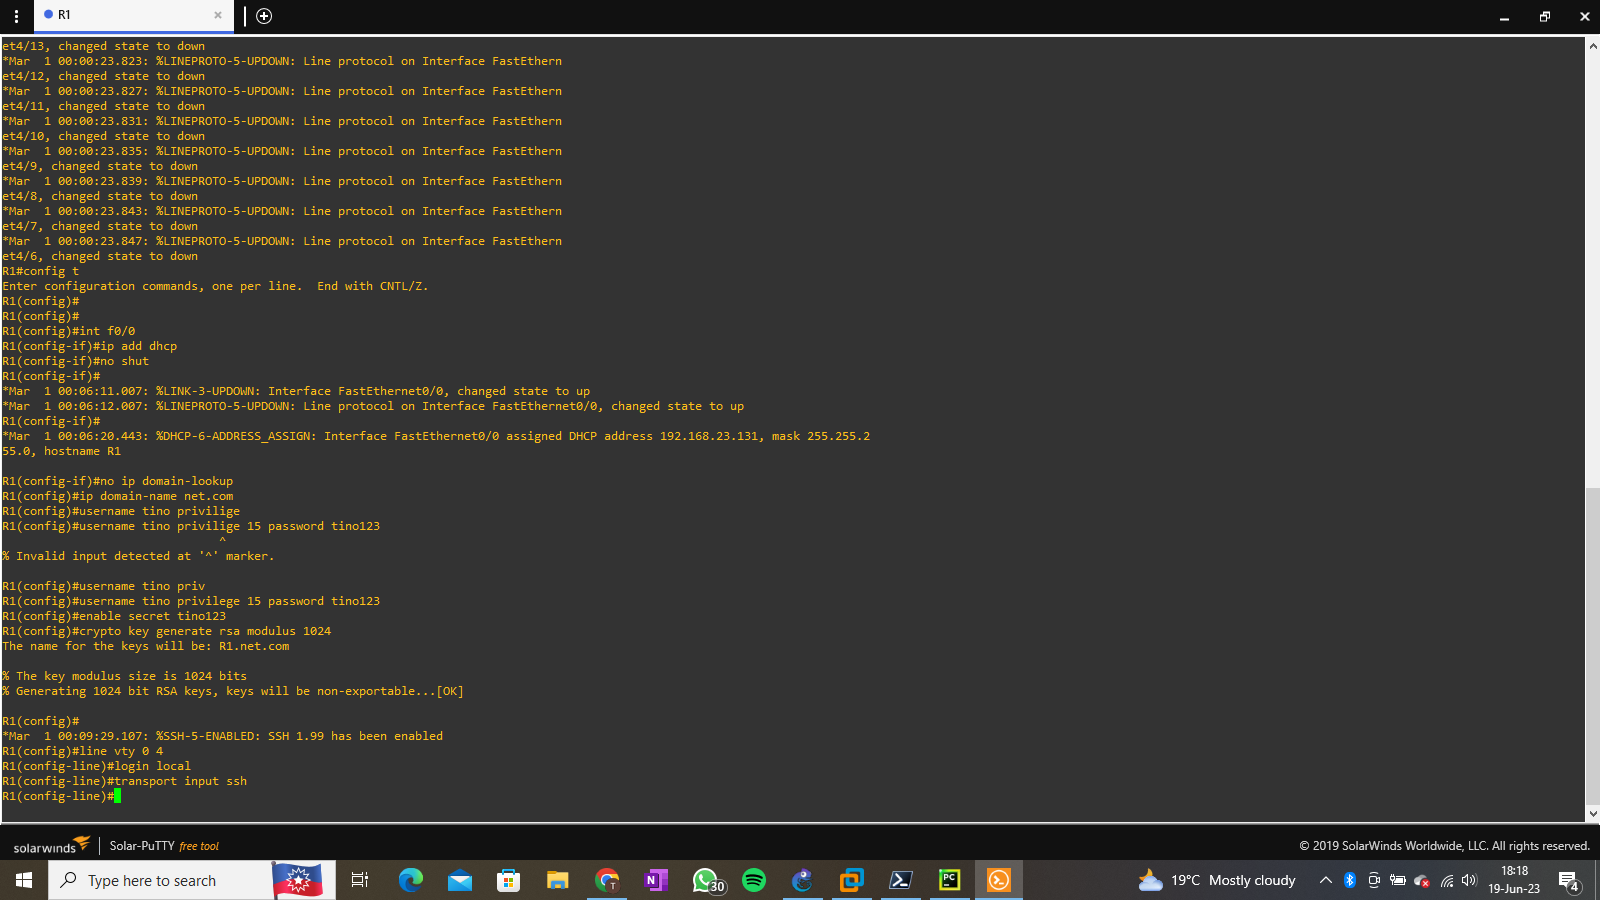 R1
et4/13, changed state to down
*Mar  1 00:00:23.823: %LINEPROTO-5-UPDOWN: Line protocol on Interface FastEthern
et4/12, changed state to down
*Mar  1 00:00:23.827: %LINEPROTO-5-UPDOWN: Line protocol on Interface FastEthern
et4/11, changed state to down
*Mar  1 00:00:23.831: %LINEPROTO-5-UPDOWN: Line protocol on Interface FastEthern
et4/10, changed state to down
*Mar  1 00:00:23.835: %LINEPROTO-5-UPDOWN: Line protocol on Interface FastEthern
et4/9, changed state to down
*Mar  1 00:00:23.839: %LINEPROTO-5-UPDOWN: Line protocol on Interface FastEthern
et4/8, changed state to down
*Mar  1 00:00:23.843: %LINEPROTO-5-UPDOWN: Line protocol on Interface FastEthern
et4/7, changed state to down
*Mar  1 00:00:23.847: %LINEPROTO-5-UPDOWN: Line protocol on Interface FastEthern
et4/6, changed state to down
R1#config t
Enter configuration commands, one per line.  End with CNTL/Z.
R1(config)#
R1(config)#
R1(config)#int f0/0
R1(config-if)#ip add dhcp
R1(config-if)#no shut
R1(config-if)#
*Mar  1 00:06:11.007: %LINK-3-UPDOWN: Interface FastEthernet0/0, changed state to up
*Mar  1 00:06:12.007: %LINEPROTO-5-UPDOWN: Line protocol on Interface FastEthernet0/0, changed state to up
R1(config-if)#
*Mar  1 00:06:20.443: %DHCP-6-ADDRESS_ASSIGN: Interface FastEthernet0/0 assigned DHCP address 192.168.23.131, mask 255.255.2
55.0, hostname R1
R1(config-if)#no ip domain-lookup
R1(config)#ip domain-name net.com
R1(config)#username tino privilige
R1(config)#username tino privilige 15 password tino123
^
% Invalid input detected at '^' marker.
R1(config)#username tino priv
R1(config)#username tino privilege 15 password tino123
R1(config)#enable secret tino123
R1(config)#crypto key generate rsa modulus 1024
The name for the keys will be: R1.net.com
% The key modulus size is 1024 bits
% Generating 1024 bit RSA keys, keys will be non-exportable...[OK]
R1(config)#
*Mar  1 00:09:29.107: %SSH-5-ENABLED: SSH 1.99 has been enabled
R1(config)#line vty 0 4
R1(config-line)#login local
R1(config-line)#transport input ssh
R1(config-line)#
solarwinds Solar-PuTTY free tool
© 2019 SolarWinds Worldwide, LLC. All rights reserved.
Type here to search
N
T
30
PC
19°C Mostly cloudy
18:18
19-Jun-23
4